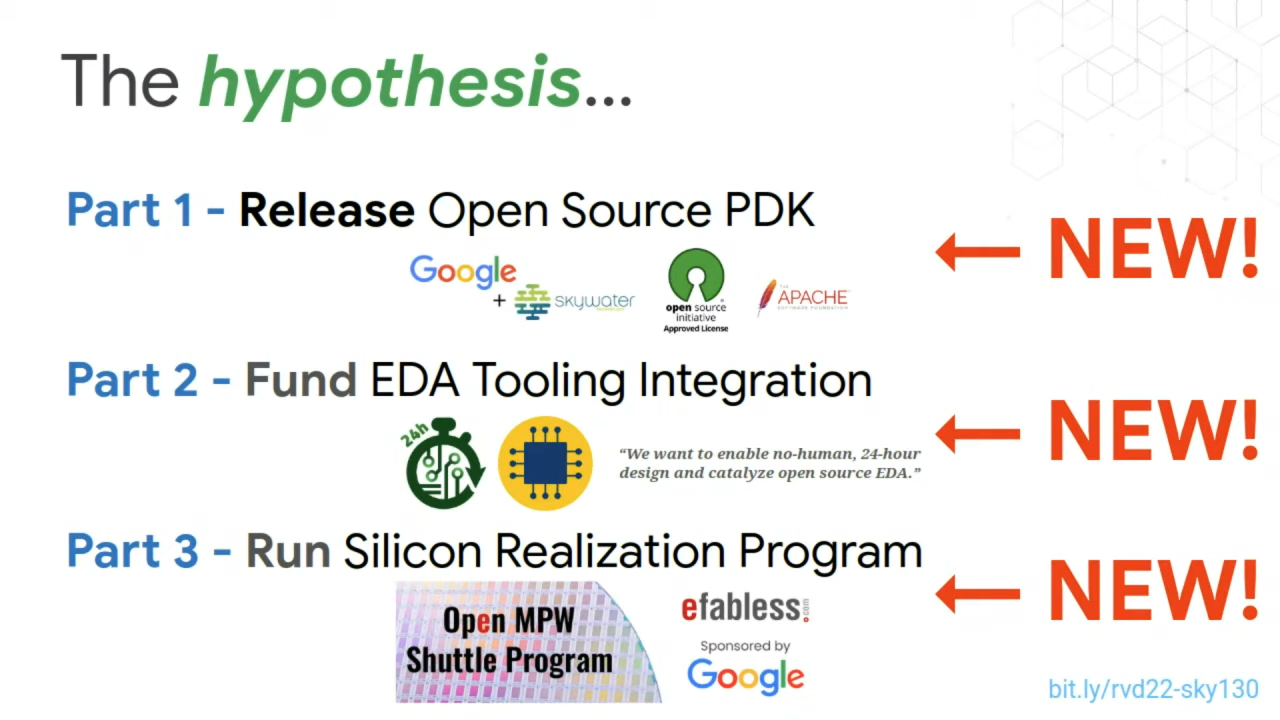 The hypothesis...
Part 1 - Release Open Source PDK
NEW!
Google
+ skywater
open source
initiative
Approved License
APACHE
SOFTWARE FOUNDATION
Part 2 - Fund EDA Tooling Integration
NEW!
24h
“We want to enable no-human, 24-hour
design and catalyze open source EDA.”
Part 3 - Run Silicon Realization Program
NEW!
Open MPW
Shuttle Program
efabless.com
Sponsored by
Google
bit.ly/rvd22-sky130